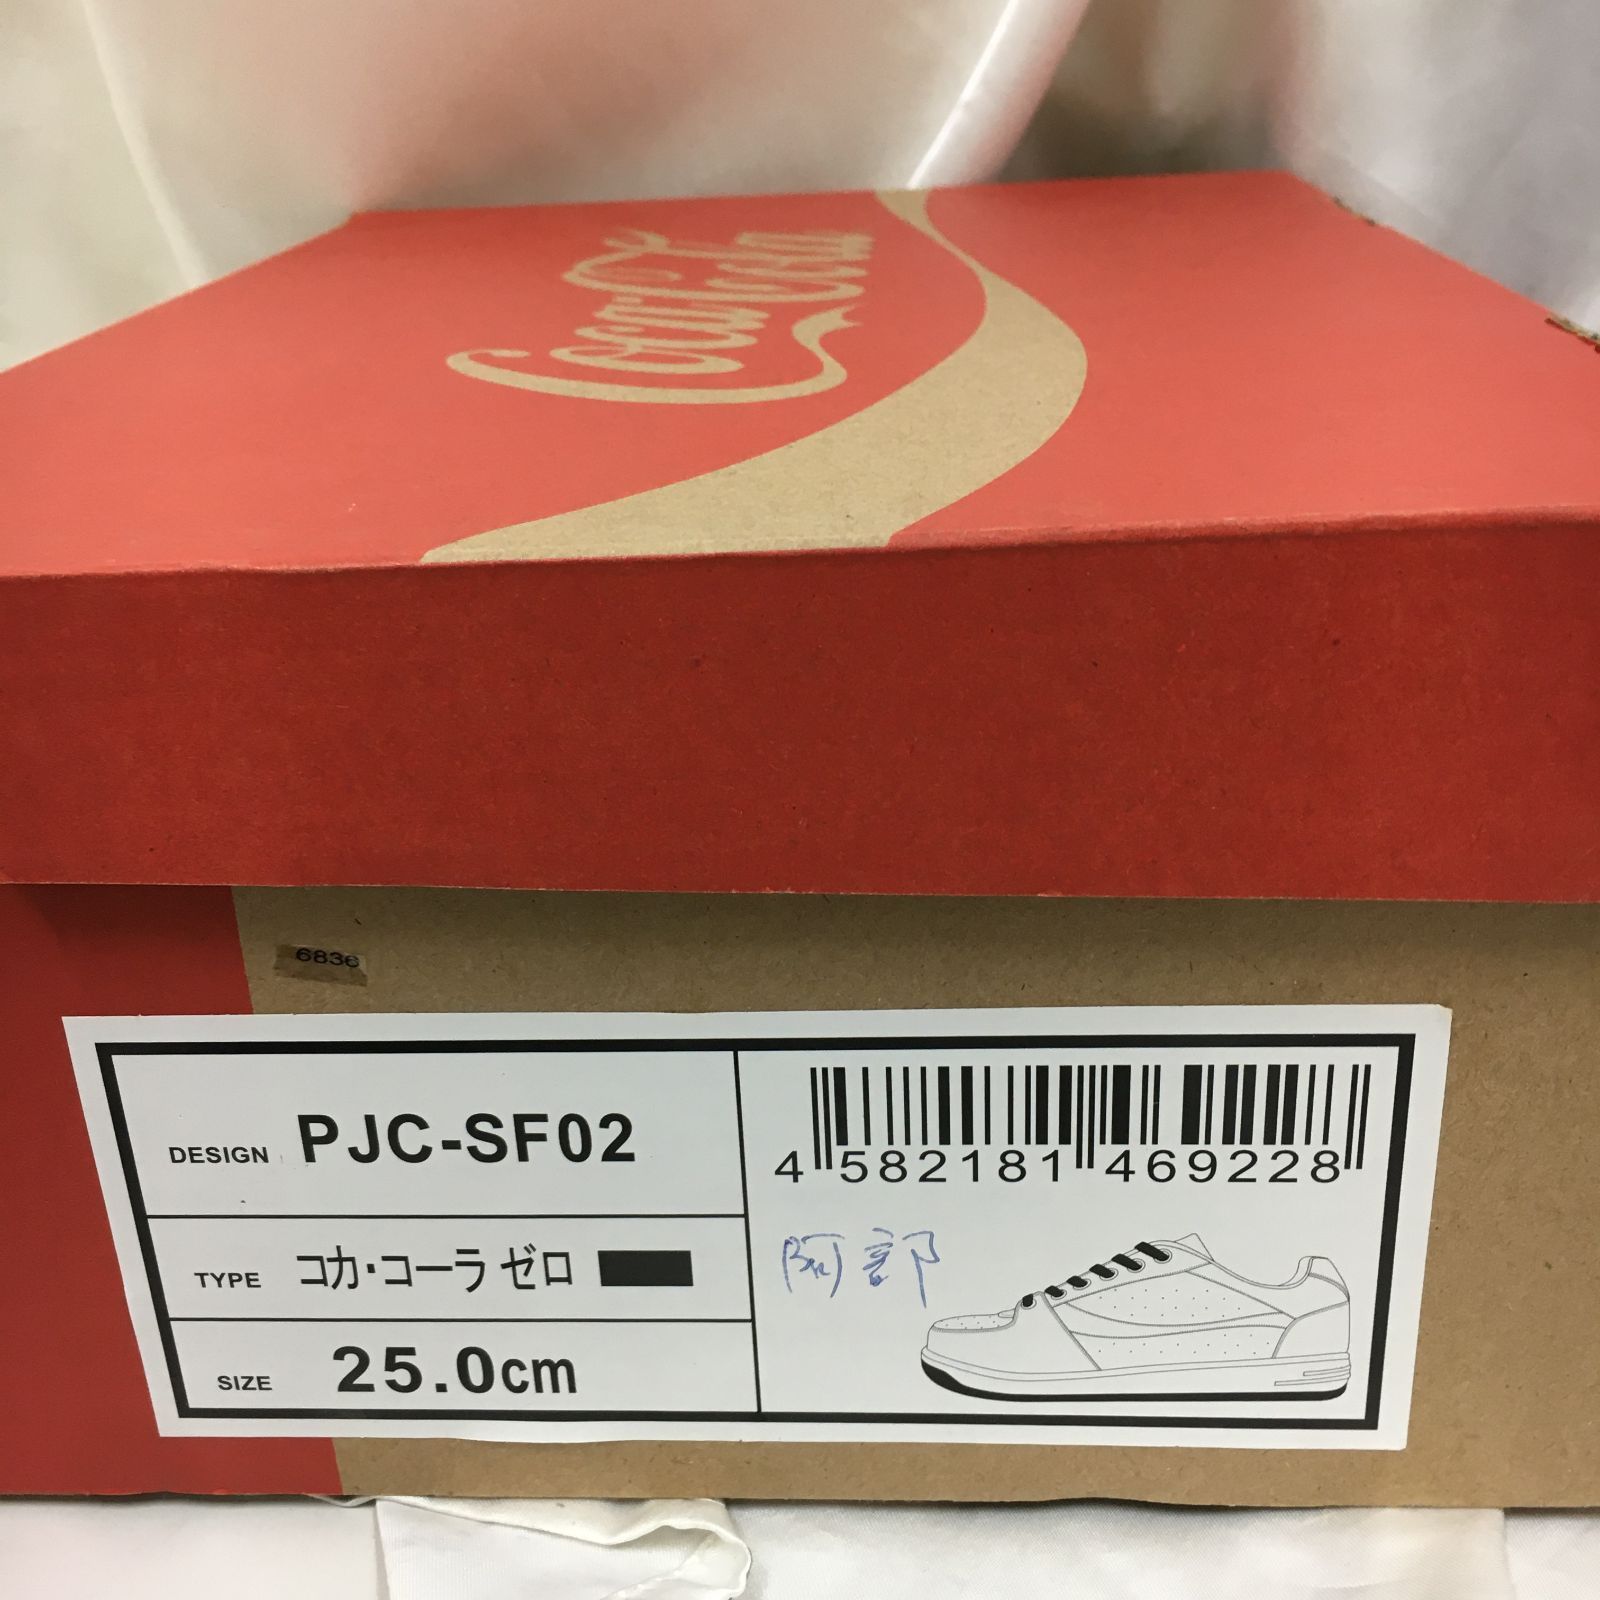 Coca-Cola
6836
DESIGN PJC-SF02
TYPE コカ・コーラ ゼロ
SIZE 25.0cm
4 582181 469228
阿部